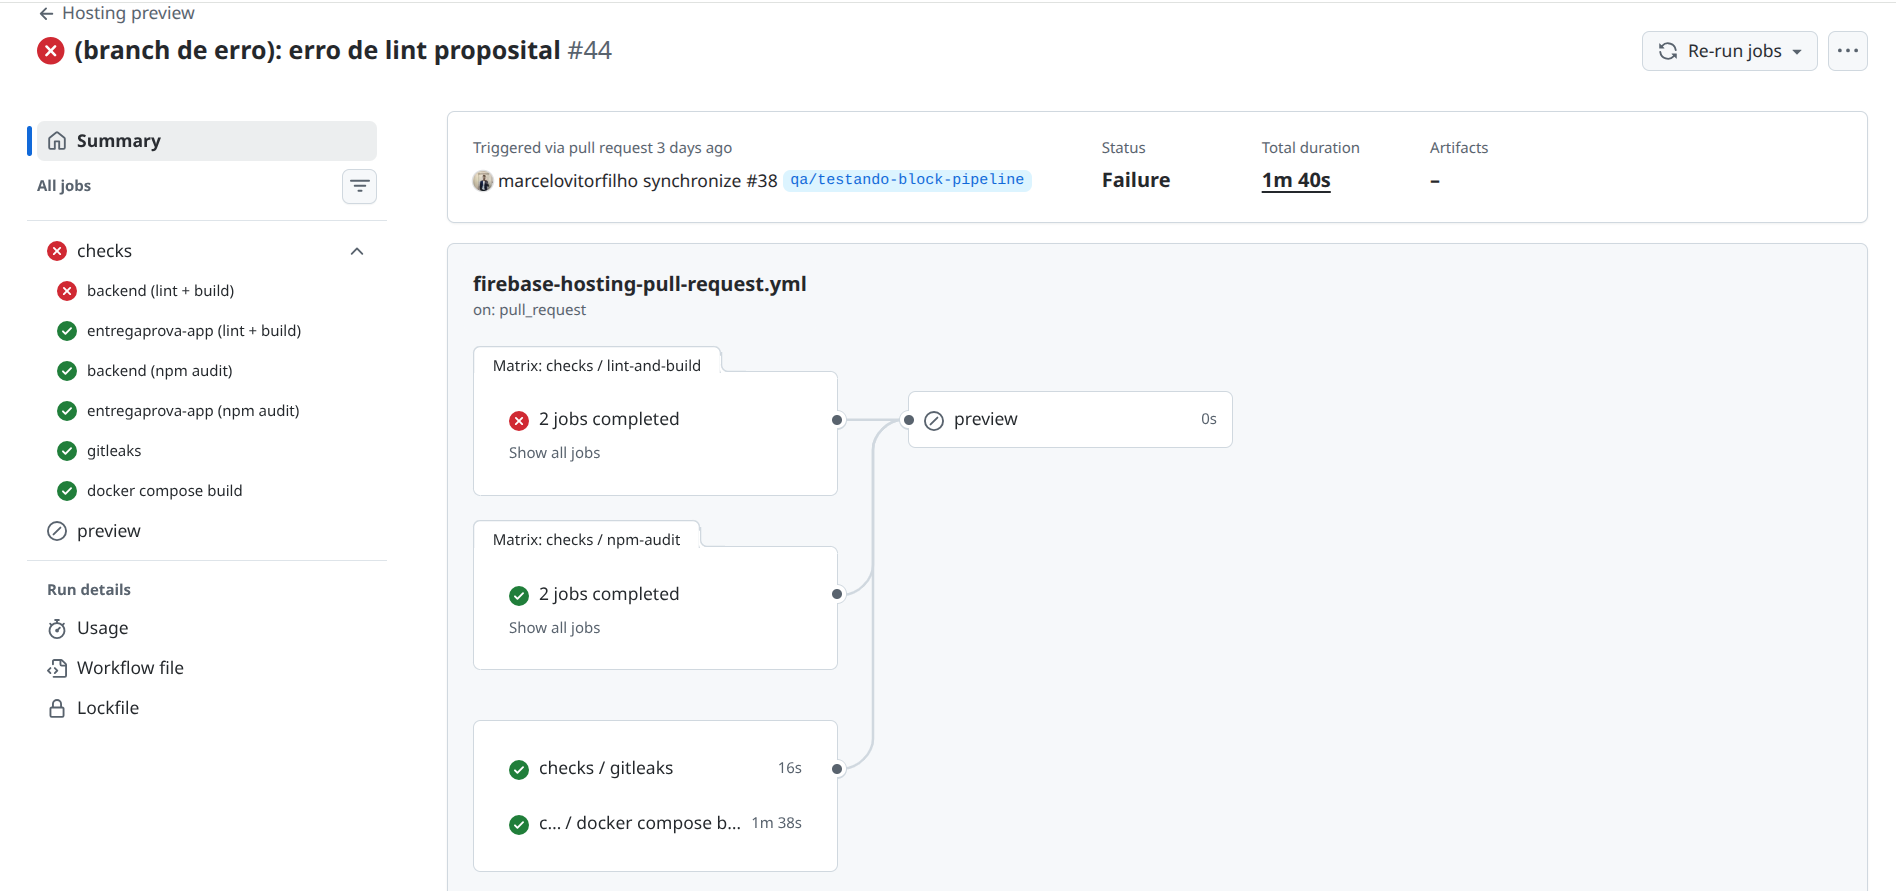 Hosting preview
(branch de erro): erro de lint proposital #44
Re-run jobs
Summary
All jobs
checks
backend (lint + build)
entregaprova-app (lint + build)
backend (npm audit)
entregaprova-app (npm audit)
gitleaks
docker compose build
preview
Run details
Usage
Workflow file
Lockfile
Triggered via pull request 3 days ago
marcelovitorfilho synchronize #38 qa/testando-block-pipeline
Status
Failure
Total duration
1m 40s
Artifacts
–
firebase-hosting-pull-request.yml
on: pull_request
Matrix: checks / lint-and-build
2 jobs completed
Show all jobs
preview 0s
Matrix: checks / npm-audit
2 jobs completed
Show all jobs
checks / gitleaks 16s
c... / docker compose b... 1m 38s